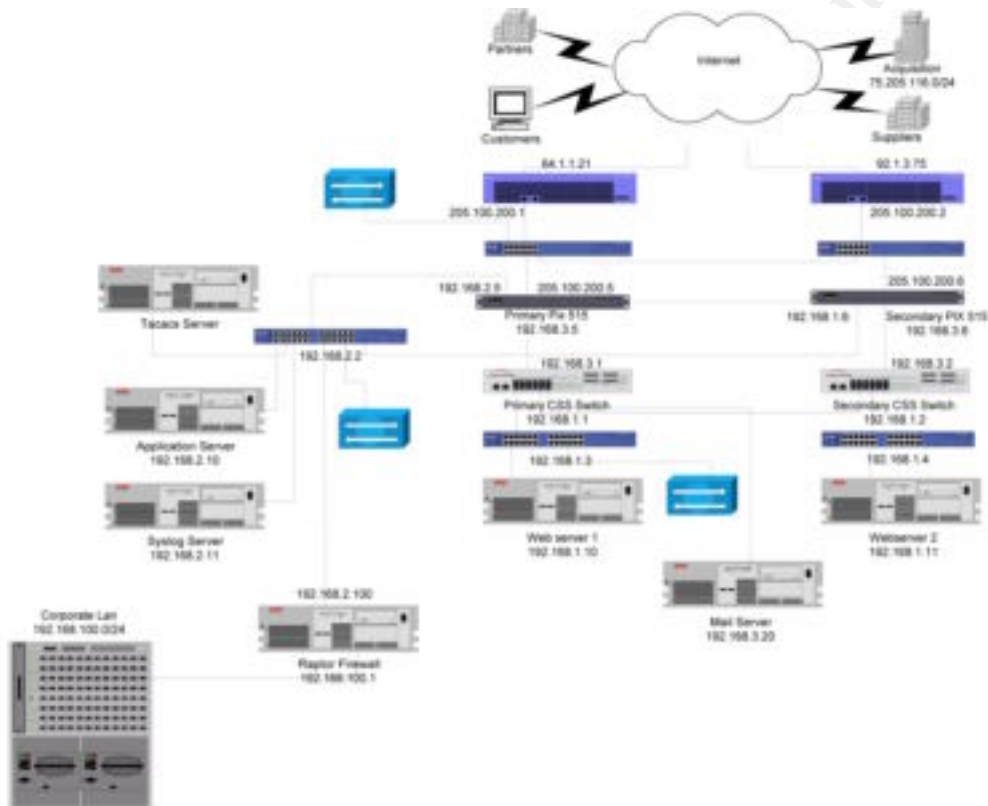 Partners
Internet
Acquisition
75.205.116.0/24
Customers
Suppliers
64.1.1.21
92.1.3.75
205.100.200.1
205.100.200.2
192.168.2.5
205.100.200.5
205.100.200.6
Tacacs Server
Primary Pix 515
192.168.3.5
192.168.1.6
Secondary PIX 515
192.168.3.6
192.168.2.2
192.168.3.1
192.168.3.2
Primary CSS Switch
192.168.1.1
Secondary CSS Switch
192.168.1.2
Application Server
192.168.2.10
192.168.1.3
192.168.1.4
Syslog Server
192.168.2.11
Web server 1
192.168.1.10
Webserver 2
192.168.1.11
192.168.2.100
Corporate Lan
192.168.100.0/24
Mail Server
192.168.3.20
Raptor Firewall
192.168.100.1